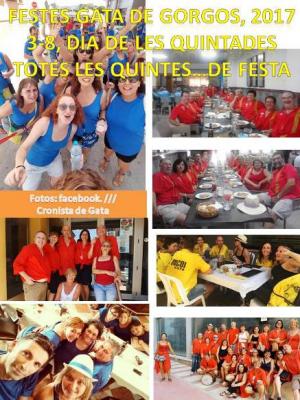 FESTES GATA DE GORGOS, 2017
3-8, DIA DE LES QUINTADES
TOTES LES QUINTES...DE FESTA
Fotos: facebook. ///
Cronista de Gata